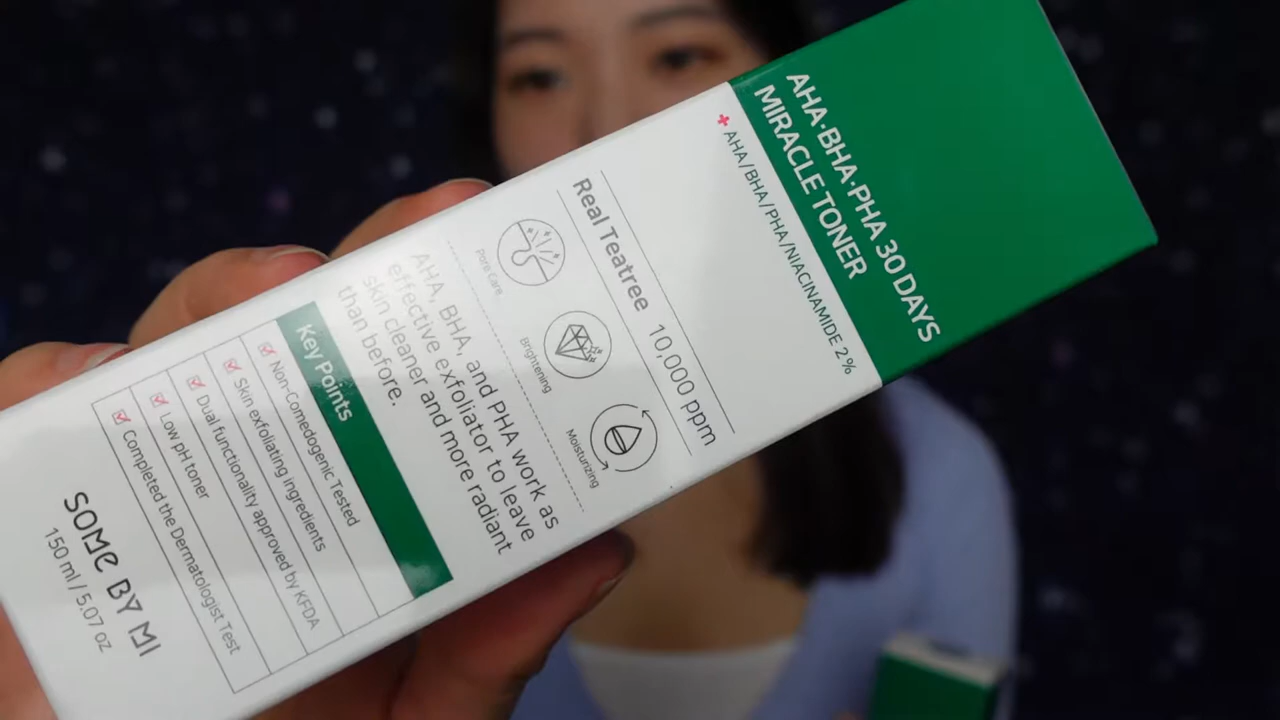 AHA·BHA·PHA 30 DAYS
MIRACLE TONER
+ AHA/BHA/PHA/NIACINAMIDE 2%
Real Teatree 10,000 ppm
Pore Care
Brightening
Moisturizing
AHA, BHA, and PHA work as
effective exfoliator to leave
skin cleaner and more radiant
than before.
Key Points
Non-Comedogenic Tested
Skin exfoliating ingredients
Dual functionality approved by KFDA
Low pH toner
Completed the Dermatologist Test
SOME BY MI
150 ml / 5.07 oz